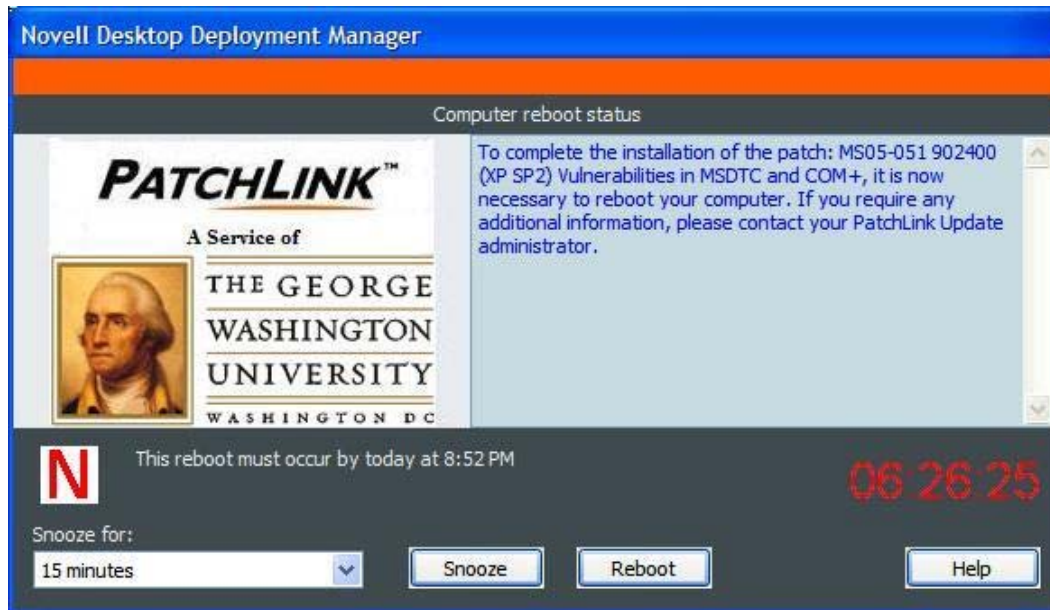 Novell Desktop Deployment Manager
Computer reboot status
PATCHLINK™
A Service of
THE GEORGE
WASHINGTON
UNIVERSITY
WASHINGTON DC
To complete the installation of the patch: MS05-051 902400
(XP SP2) Vulnerabilities in MSDTC and COM+, it is now
necessary to reboot your computer. If you require any
additional information, please contact your PatchLink Update
administrator.
N
This reboot must occur by today at 8:52 PM
06:26:25
Snooze for:
15 minutes
Snooze
Reboot
Help